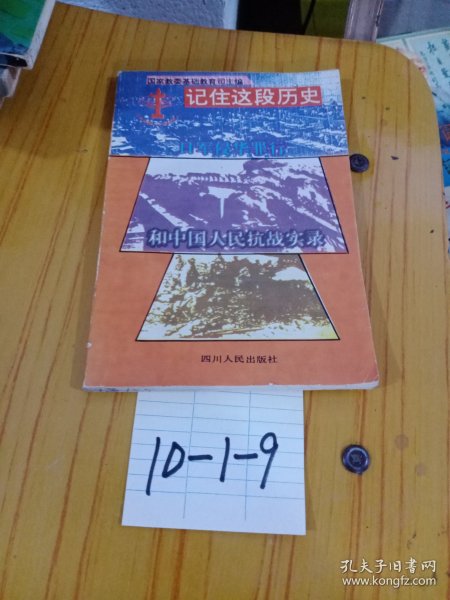 国家教委基础教育司主编
记住这段历史
日军侵华罪行
和中国人民抗战实录
四川人民出版社
10-1-9
孔夫子旧书网
www.kongfz.com